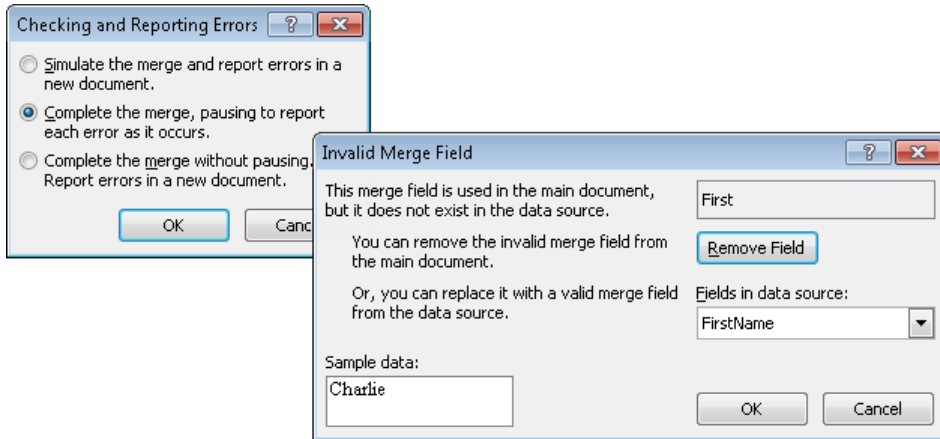 Checking and Reporting Errors
Simulate the merge and report errors in a
new document.
Complete the merge, pausing to report
each error as it occurs.
Complete the merge without pausing.
Report errors in a new document.
OK
Canc
Invalid Merge Field
This merge field is used in the main document,
but it does not exist in the data source.
First
You can remove the invalid merge field from
the main document.
Remove Field
Or, you can replace it with a valid merge field
from the data source.
Fields in data source:
FirstName
Sample data:
Charlie
OK
Cancel